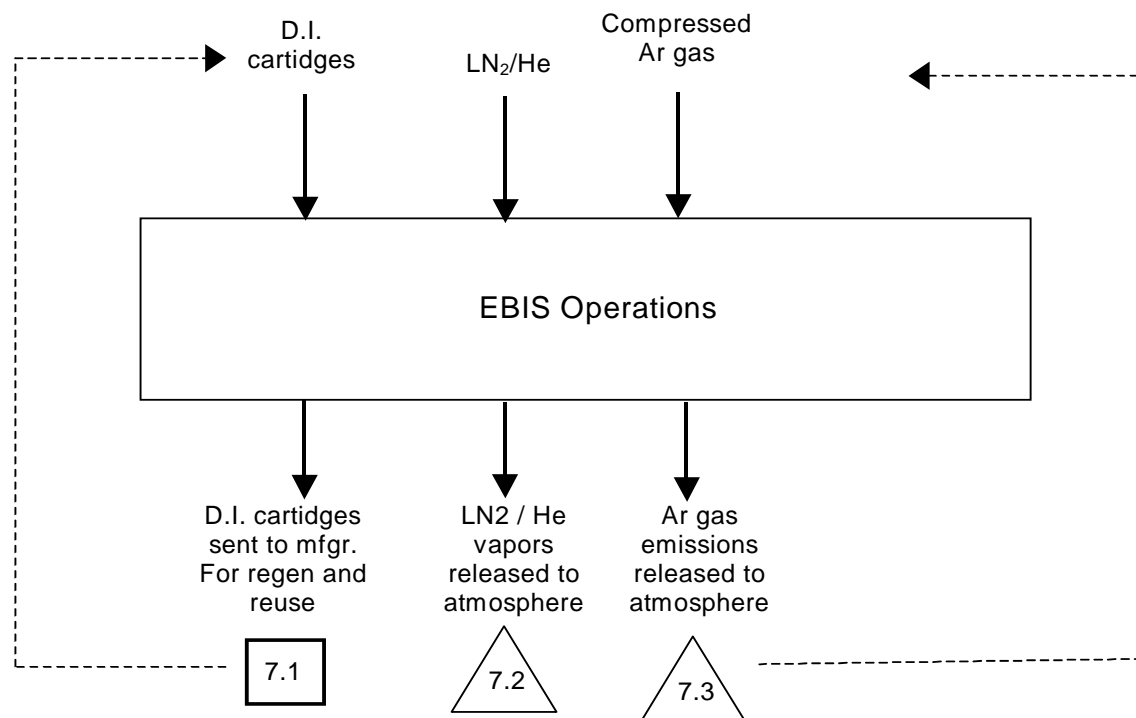 D.I.
cartidges
LN₂/He
Compressed
Ar gas
EBIS Operations
D.I. cartidges
sent to mfgr.
For regen and
reuse
LN2 / He
vapors
released to
atmosphere
Ar gas
emissions
released to
atmosphere
7.1
7.2
7.3